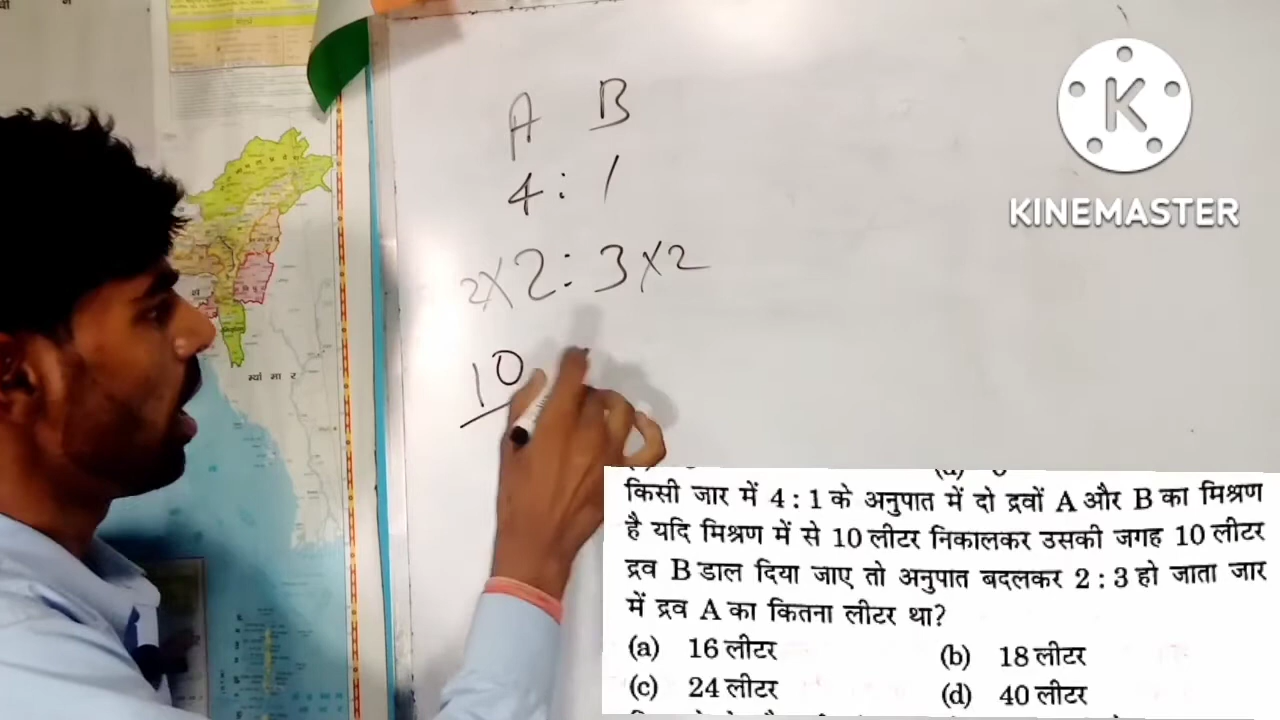 A B
4 : 1
2× 2 : 3 ×2
10
म्यां मा र
KINEMASTER
किसी जार में 4 : 1 के अनुपात में दो द्रवों A और B का मिश्रण
है यदि मिश्रण में से 10 लीटर निकालकर उसकी जगह 10 लीटर
द्रव B डाल दिया जाए तो अनुपात बदलकर 2 : 3 हो जाता जार
में द्रव A का कितना लीटर था?
(a) 16 लीटर (b) 18 लीटर
(c) 24 लीटर (d) 40 लीटर